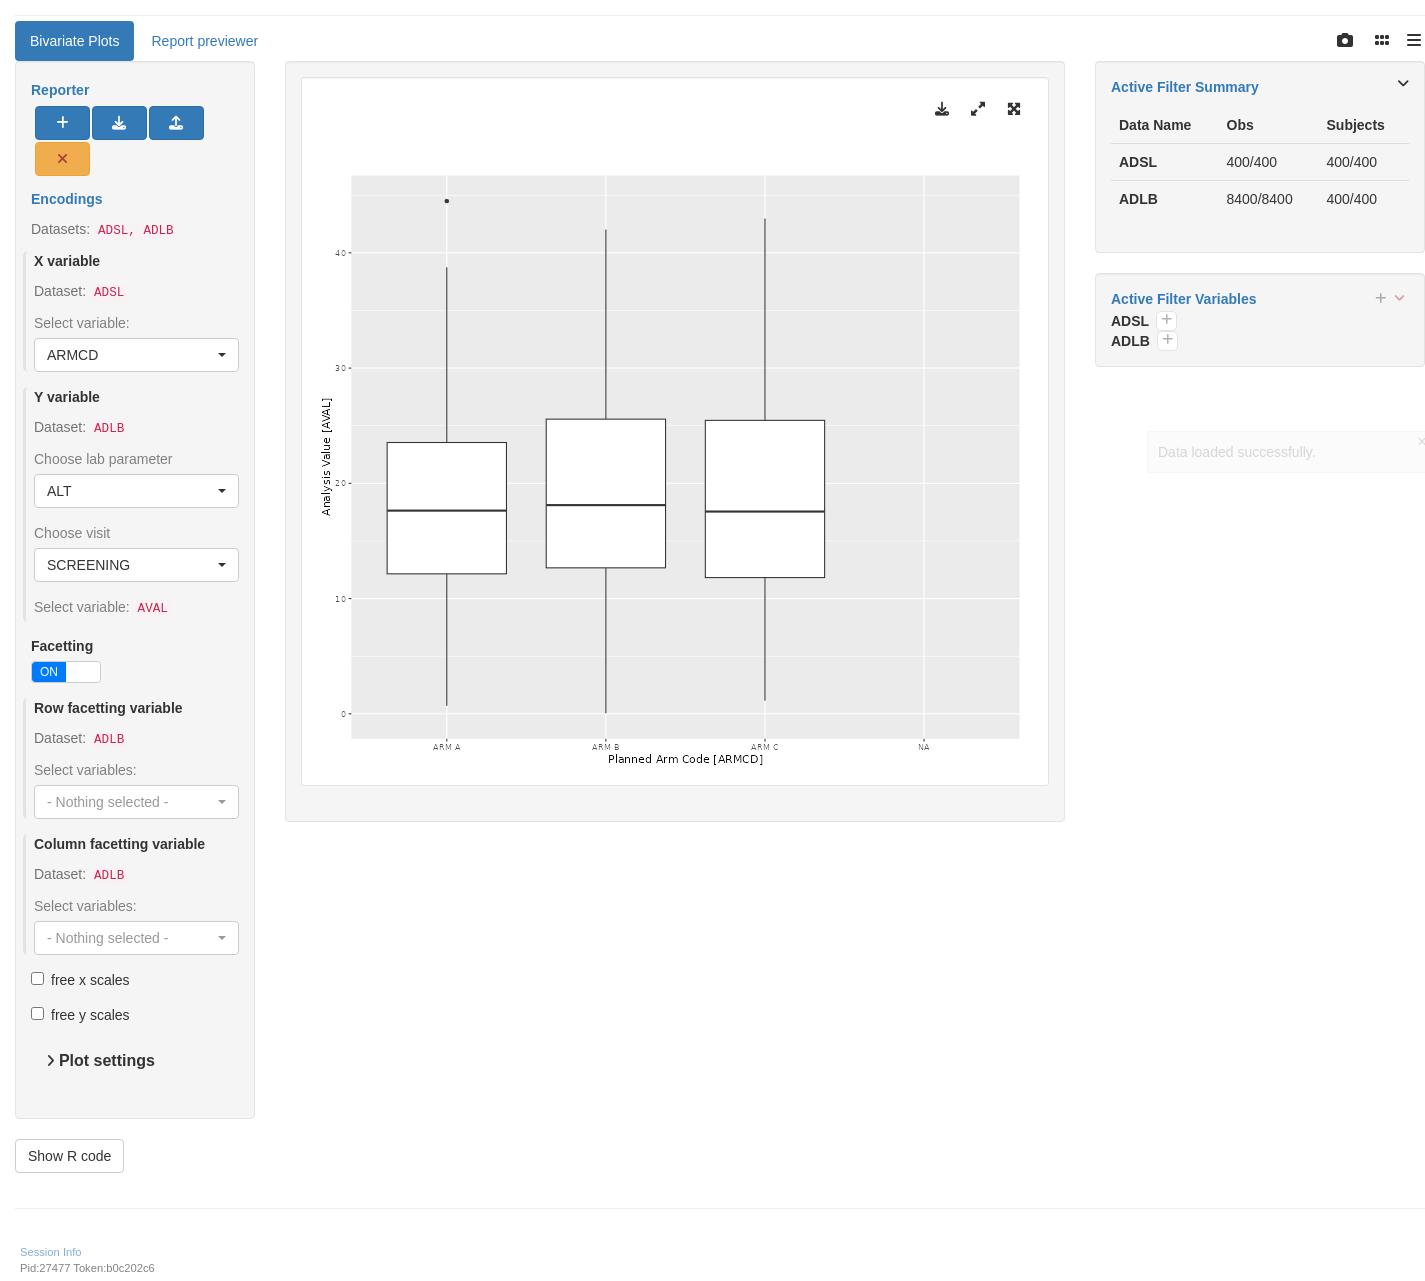 Bivariate Plots
Report previewer
Reporter
Encodings
Datasets: ADSL, ADLB
X variable
Dataset: ADSL
Select variable:
ARMCD
Y variable
Dataset: ADLB
Choose lab parameter
ALT
Choose visit
SCREENING
Select variable: AVAL
Facetting
ON
Row facetting variable
Dataset: ADLB
Select variables:
- Nothing selected -
Column facetting variable
Dataset: ADLB
Select variables:
- Nothing selected -
free x scales
free y scales
Plot settings
Show R code
Analysis Value [AVAL]
40
30
20
10
0
ARM A ARM B ARM C NA
Planned Arm Code [ARMCD]
Active Filter Summary
Data Name Obs Subjects
ADSL 400/400 400/400
ADLB 8400/8400 400/400
Active Filter Variables
ADSL
ADLB
Data loaded successfully.
Session Info
Pid:27477 Token:b0c202c6